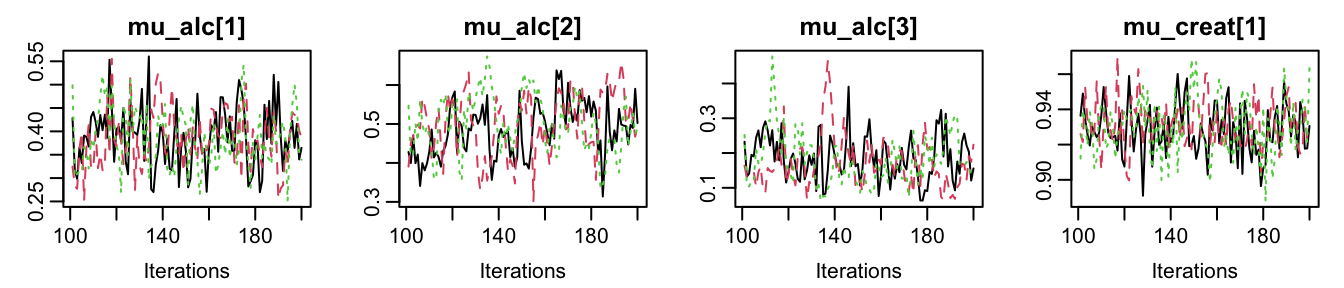 mu_alc[1] mu_alc[2] mu_alc[3] mu_creat[1]
0.25 0.40 0.55 0.3 0.5 0.1 0.3 0.90 0.94
100 140 180 100 140 180 100 140 180 100 140 180
Iterations Iterations Iterations Iterations